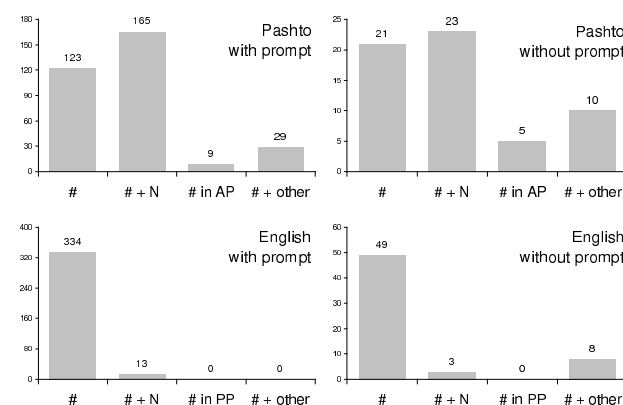 180 165 Pashto
with prompt
150
123
120
90
60
30 29
9
0
# # + N # in AP # + other
25 23 Pashto
without prompt
21
20
15
10 10
5 5
0
# # + N # in AP # + other
400 English
with prompt
334
320
240
160
80
13 0 0
0
# # + N # in PP # + other
60 English
without prompt
49
50
40
30
20
10 8
3 0
0
# # + N # in PP # + other